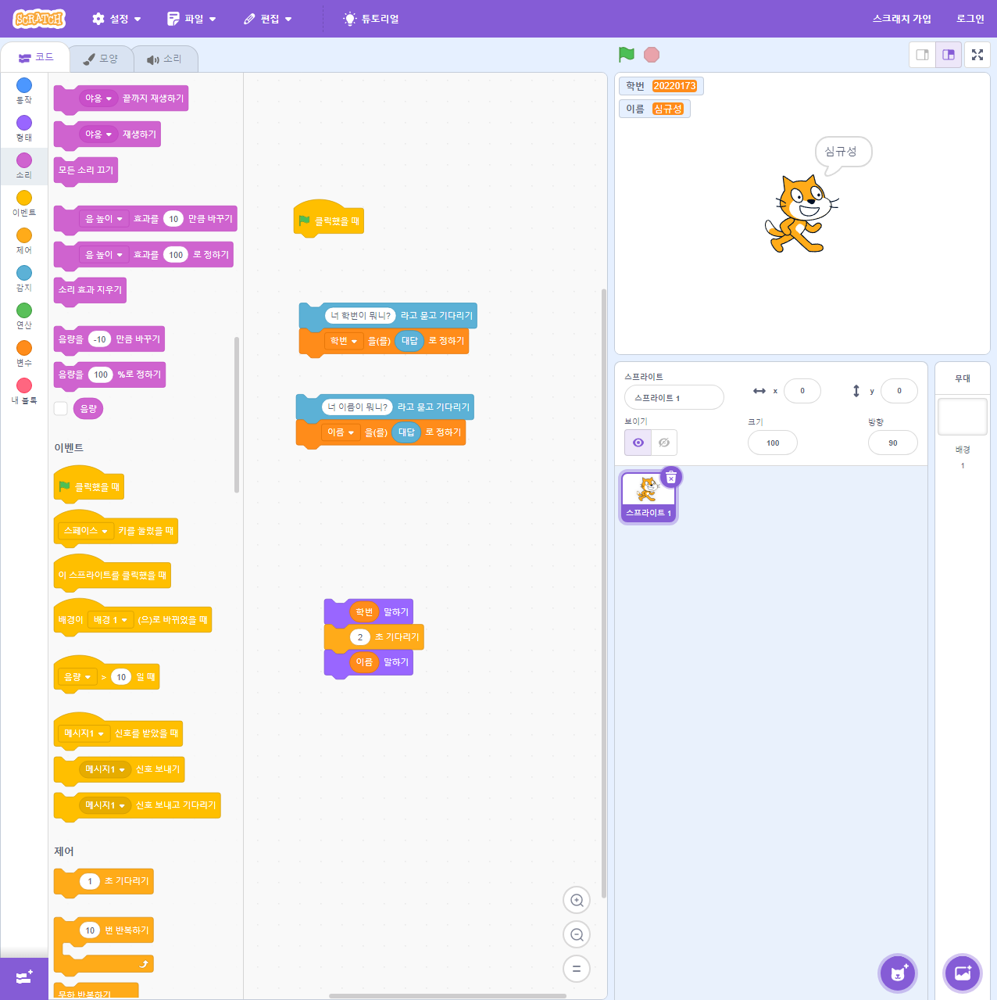 SCRATCH 설정 파일 편집 튜토리얼 스크래치 가입 로그인
코드 모양 소리
동작
형태
소리
이벤트
제어
감지
연산
변수
내 블록
야옹 끝까지 재생하기
야옹 재생하기
모든 소리 끄기
음 높이 효과를 10 만큼 바꾸기
음 높이 효과를 100 로 정하기
소리 효과 지우기
음량을 -10 만큼 바꾸기
음량을 100 %로 정하기
음량
이벤트
클릭했을 때
스페이스 키를 눌렀을 때
이 스프라이트를 클릭했을 때
배경이 배경 1 (으)로 바뀌었을 때
음량 > 10 일 때
메시지1 신호를 받았을 때
메시지1 신호 보내기
메시지1 신호 보내고 기다리기
제어
1 초 기다리기
10 번 반복하기
무한 반복하기
클릭했을 때
너 학번이 뭐니? 라고 묻고 기다리기
학번 을(를) 대답 로 정하기
너 이름이 뭐니? 라고 묻고 기다리기
이름 을(를) 대답 로 정하기
학번 말하기
2 초 기다리기
이름 말하기
학번 20220173
이름 심규성
심규성
스프라이트
스프라이트 1
x 0
y 0
보이기
크기
100
방향
90
스프라이트 1
무대
배경
1